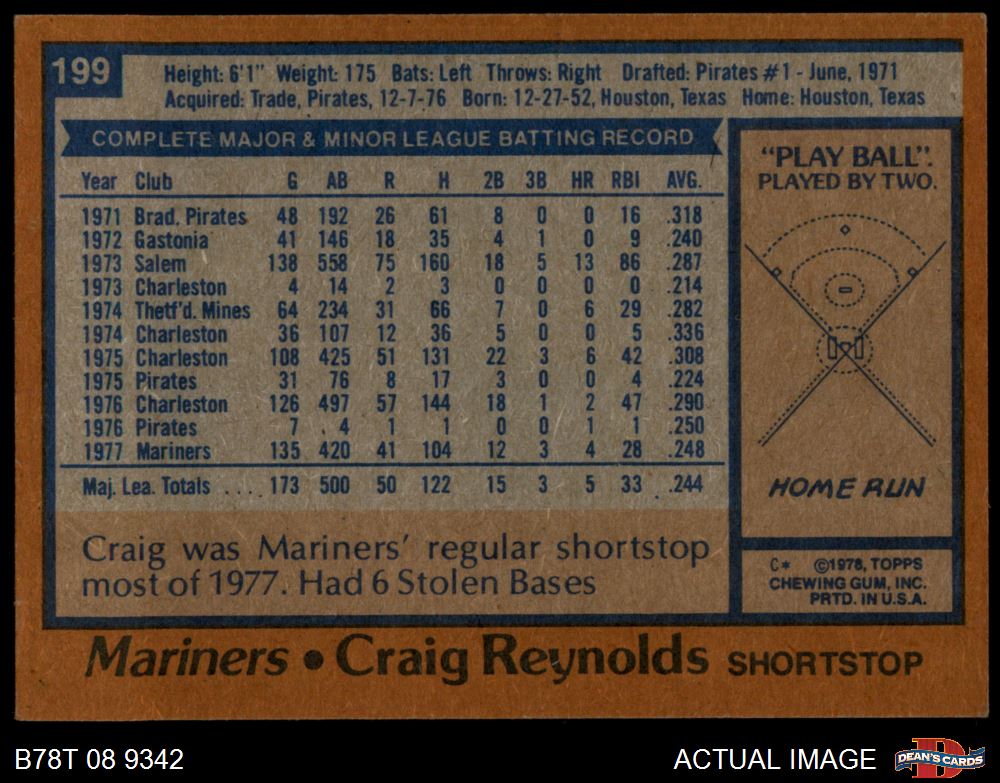 199
Height: 6'1" Weight: 175 Bats: Left Throws: Right Drafted: Pirates #1 - June, 1971
Acquired: Trade, Pirates, 12-7-76 Born: 12-27-52, Houston, Texas Home: Houston, Texas
COMPLETE MAJOR & MINOR LEAGUE BATTING RECORD
Year Club G AB R H 2B 3B HR RBI AVG.
1971 Brad. Pirates 48 192 26 61 8 0 0 16 .318
1972 Gastonia 41 146 18 35 4 1 0 9 .240
1973 Salem 138 558 75 160 18 5 13 86 .287
1973 Charleston 4 14 2 3 0 0 0 0 .214
1974 Thetf'd. Mines 64 234 31 66 7 0 6 29 .282
1974 Charleston 36 107 12 36 5 0 0 5 .336
1975 Charleston 108 425 51 131 22 3 6 42 .308
1975 Pirates 31 76 8 17 3 0 0 4 .224
1976 Charleston 126 497 57 144 18 1 2 47 .290
1976 Pirates 7 4 1 1 0 0 1 1 .250
1977 Mariners 135 420 41 104 12 3 4 28 .248
Maj. Lea. Totals .... 173 500 50 122 15 3 5 33 .244
Craig was Mariners' regular shortstop
most of 1977. Had 6 Stolen Bases
"PLAY BALL".
PLAYED BY TWO.
HOME RUN
C* ©1978, TOPPS
CHEWING GUM, INC.
PRTD. IN U.S.A.
Mariners • Craig Reynolds SHORTSTOP
B78T 08 9342
ACTUAL IMAGE
D
DEAN'S CARDS